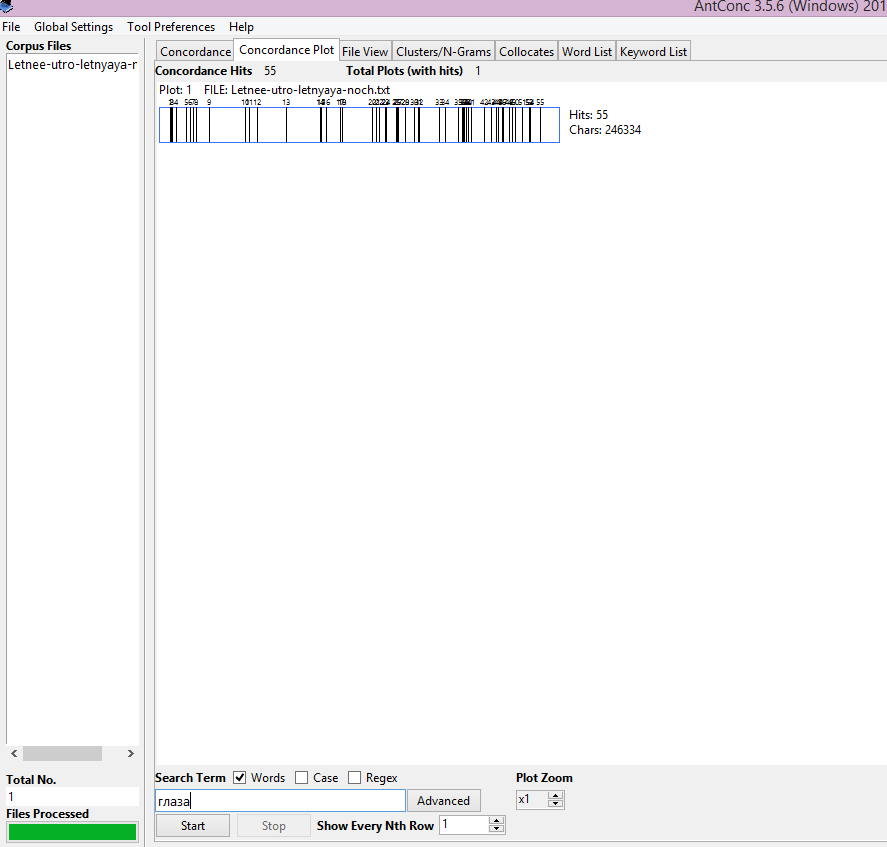 AntConc 3.5.6 (Windows) 201
File Global Settings Tool Preferences Help
Corpus Files
Letnee-utro-letnyaya-r
Concordance Concordance Plot File View Clusters/N-Grams Collocates Word List Keyword List
Concordance Hits 55 Total Plots (with hits) 1
Plot: 1 FILE: Letnee-utro-letnyaya-noch.txt
9 13 55
Hits: 55
Chars: 246334
Total No.
1
Files Processed
Search Term Words Case Regex Plot Zoom
глаза Advanced x1
Start Stop Show Every Nth Row 1